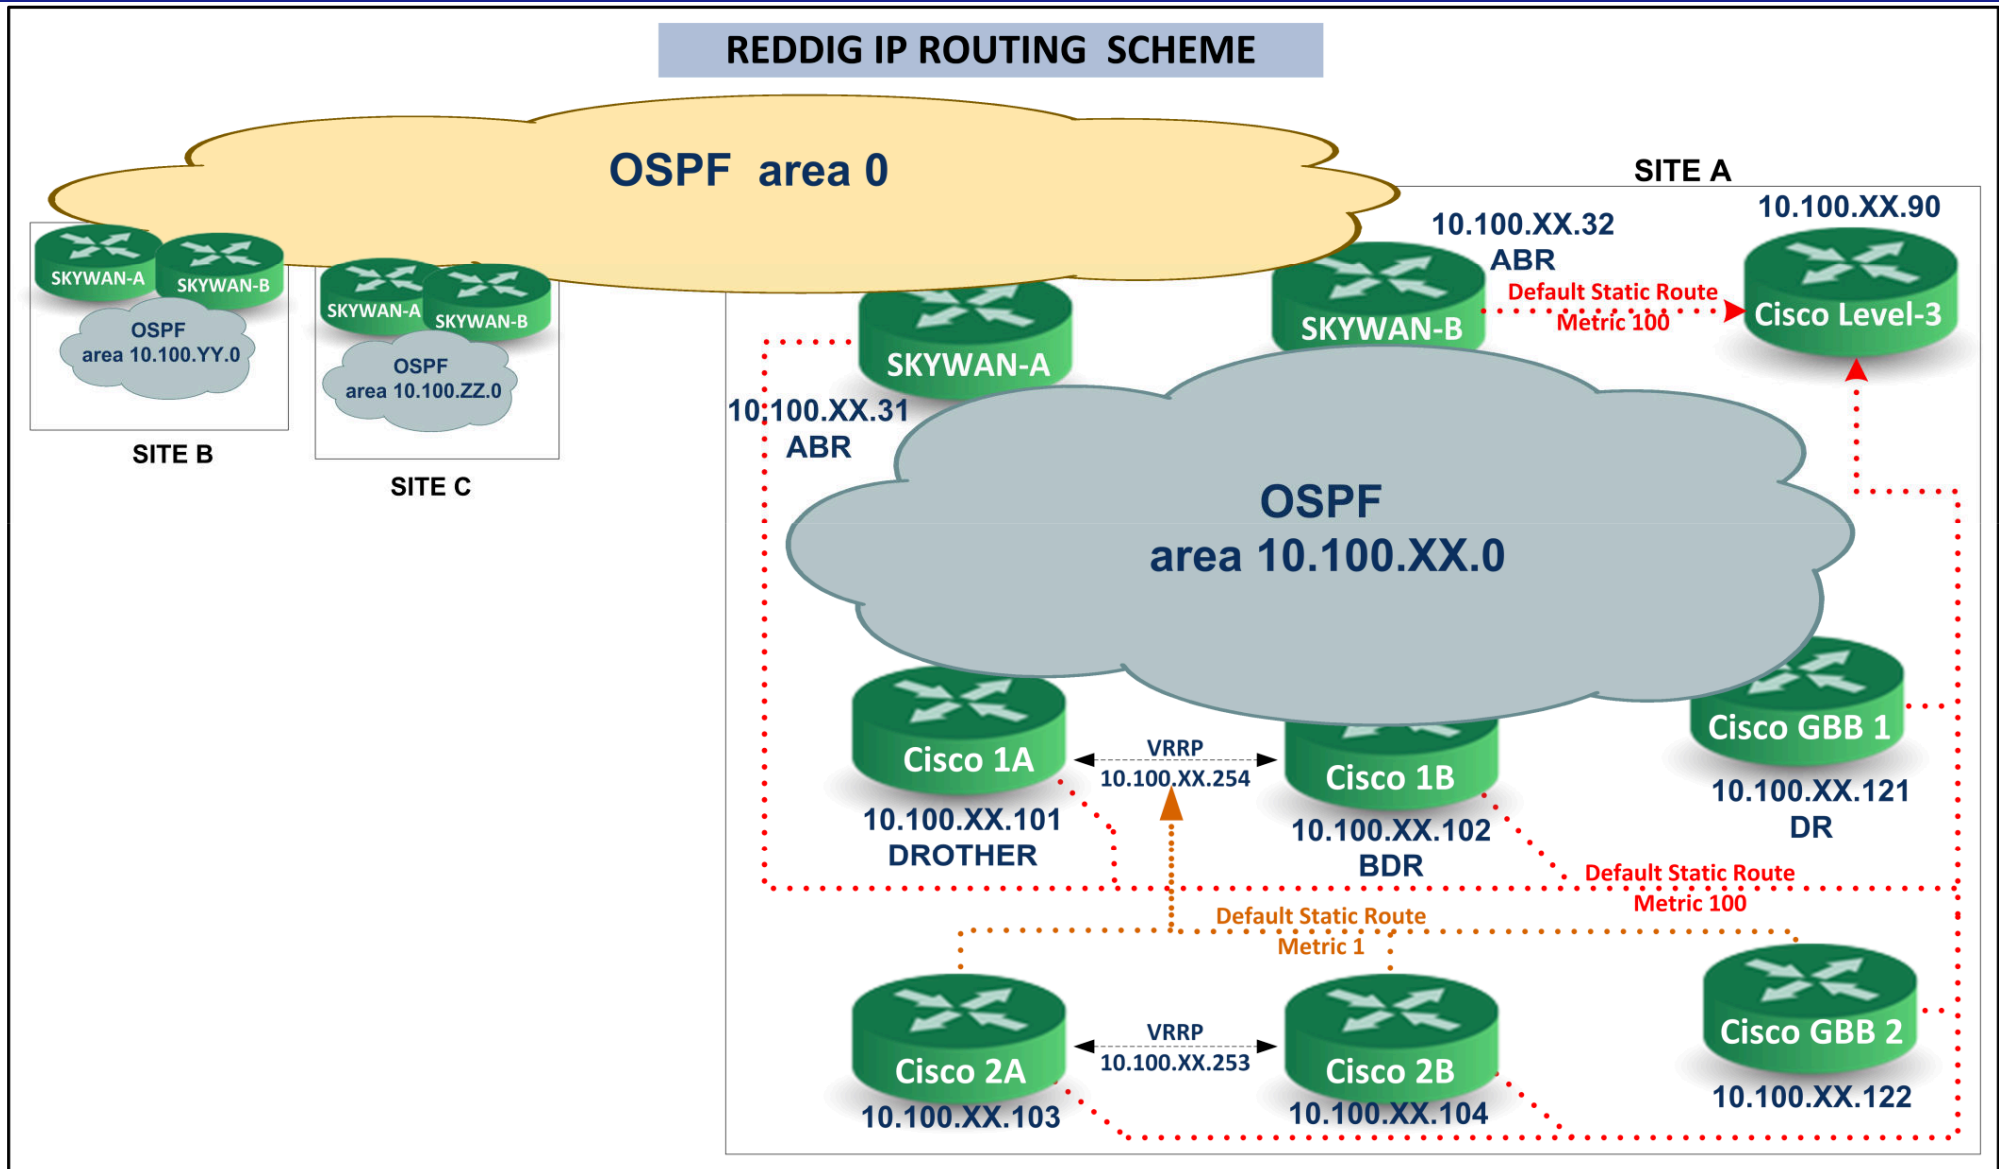 REDDIG IP ROUTING SCHEME
OSPF area 0
SITE A
10.100.XX.90
10.100.XX.32
ABR
Default Static Route
Metric 100
Cisco Level-3
SKYWAN-B
SKYWAN-A
10.100.XX.31
ABR
SKYWAN-A
SKYWAN-B
OSPF
area 10.100.YY.0
SITE B
SKYWAN-A
SKYWAN-B
OSPF
area 10.100.ZZ.0
SITE C
OSPF
area 10.100.XX.0
Cisco 1A
10.100.XX.101
DROTHER
VRRP
10.100.XX.254
Cisco 1B
10.100.XX.102
BDR
Cisco GBB 1
10.100.XX.121
DR
Default Static Route
Metric 100
Default Static Route
Metric 1
Cisco 2A
10.100.XX.103
VRRP
10.100.XX.253
Cisco 2B
10.100.XX.104
Cisco GBB 2
10.100.XX.122